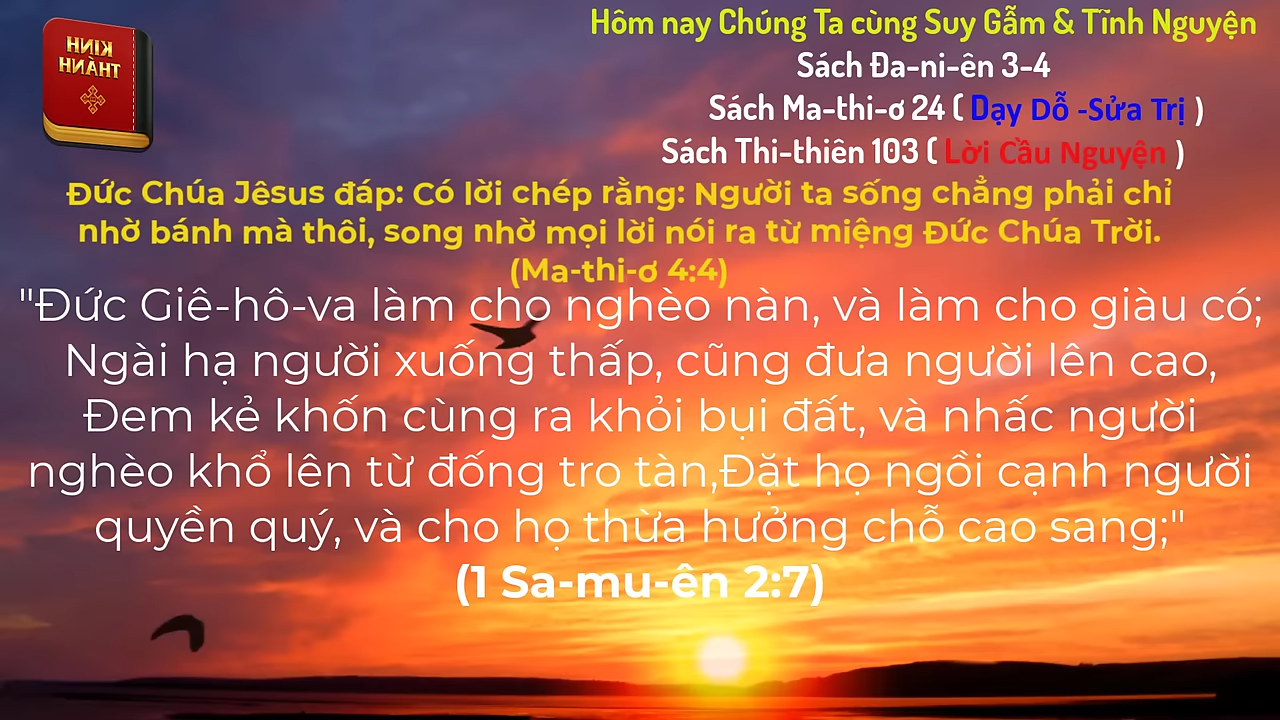 KINH
THÁNH
Hôm nay Chúng Ta cùng Suy Gẫm & Tĩnh Nguyện
Sách Đa-ni-ên 3-4
Sách Ma-thi-ơ 24 ( Dạy Dỗ -Sửa Trị )
Sách Thi-thiên 103 ( Lời Cầu Nguyện )
Đức Chúa Jêsus đáp: Có lời chép rằng: Người ta sống chẳng phải chỉ
nhờ bánh mà thôi, song nhờ mọi lời nói ra từ miệng Đức Chúa Trời.
(Ma-thi-ơ 4:4)
"Đức Giê-hô-va làm cho nghèo nàn, và làm cho giàu có;
Ngài hạ người xuống thấp, cũng đưa người lên cao,
Đem kẻ khốn cùng ra khỏi bụi đất, và nhấc người
nghèo khổ lên từ đống tro tàn,Đặt họ ngồi cạnh người
quyền quý, và cho họ thừa hưởng chỗ cao sang;"
(1 Sa-mu-ên 2:7)